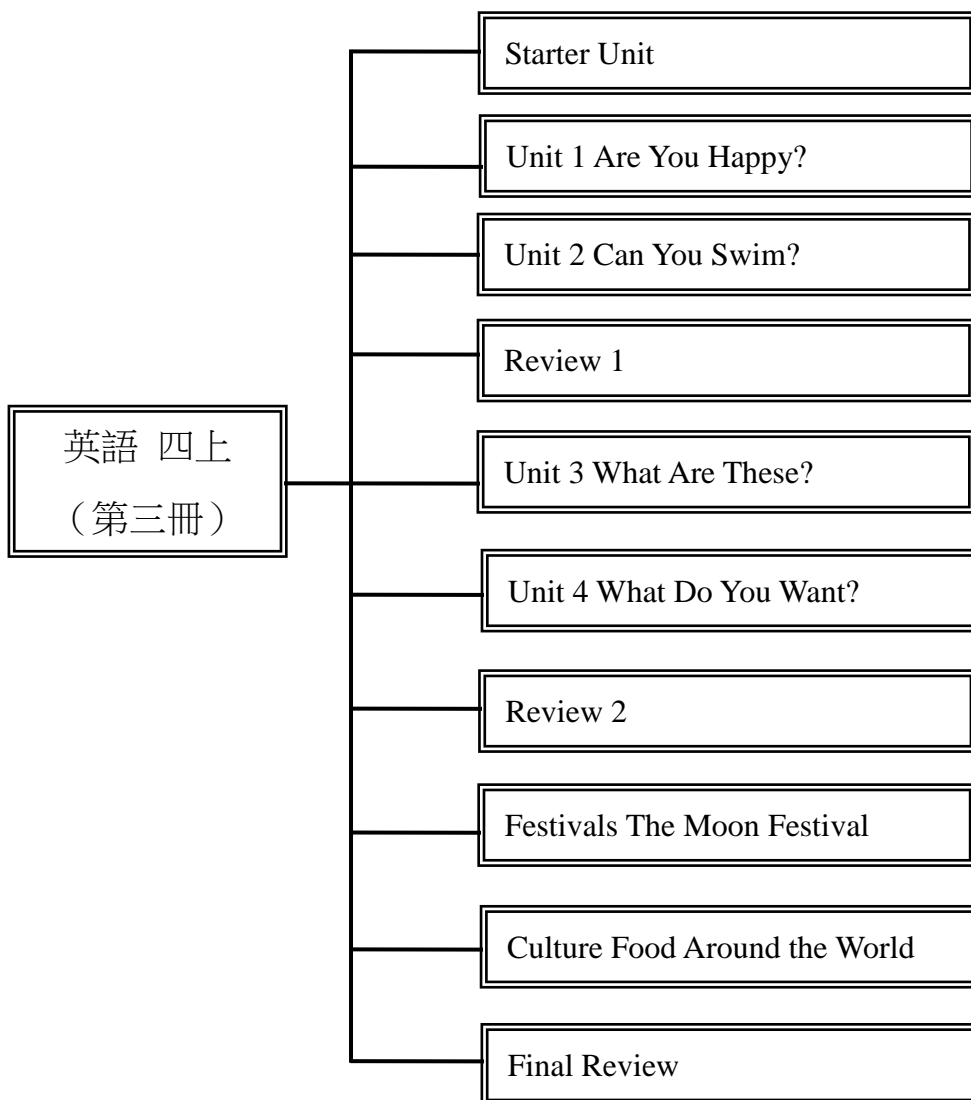 英語 四上
（第三冊）
Starter Unit
Unit 1 Are You Happy?
Unit 2 Can You Swim?
Review 1
Unit 3 What Are These?
Unit 4 What Do You Want?
Review 2
Festivals The Moon Festival
Culture Food Around the World
Final Review